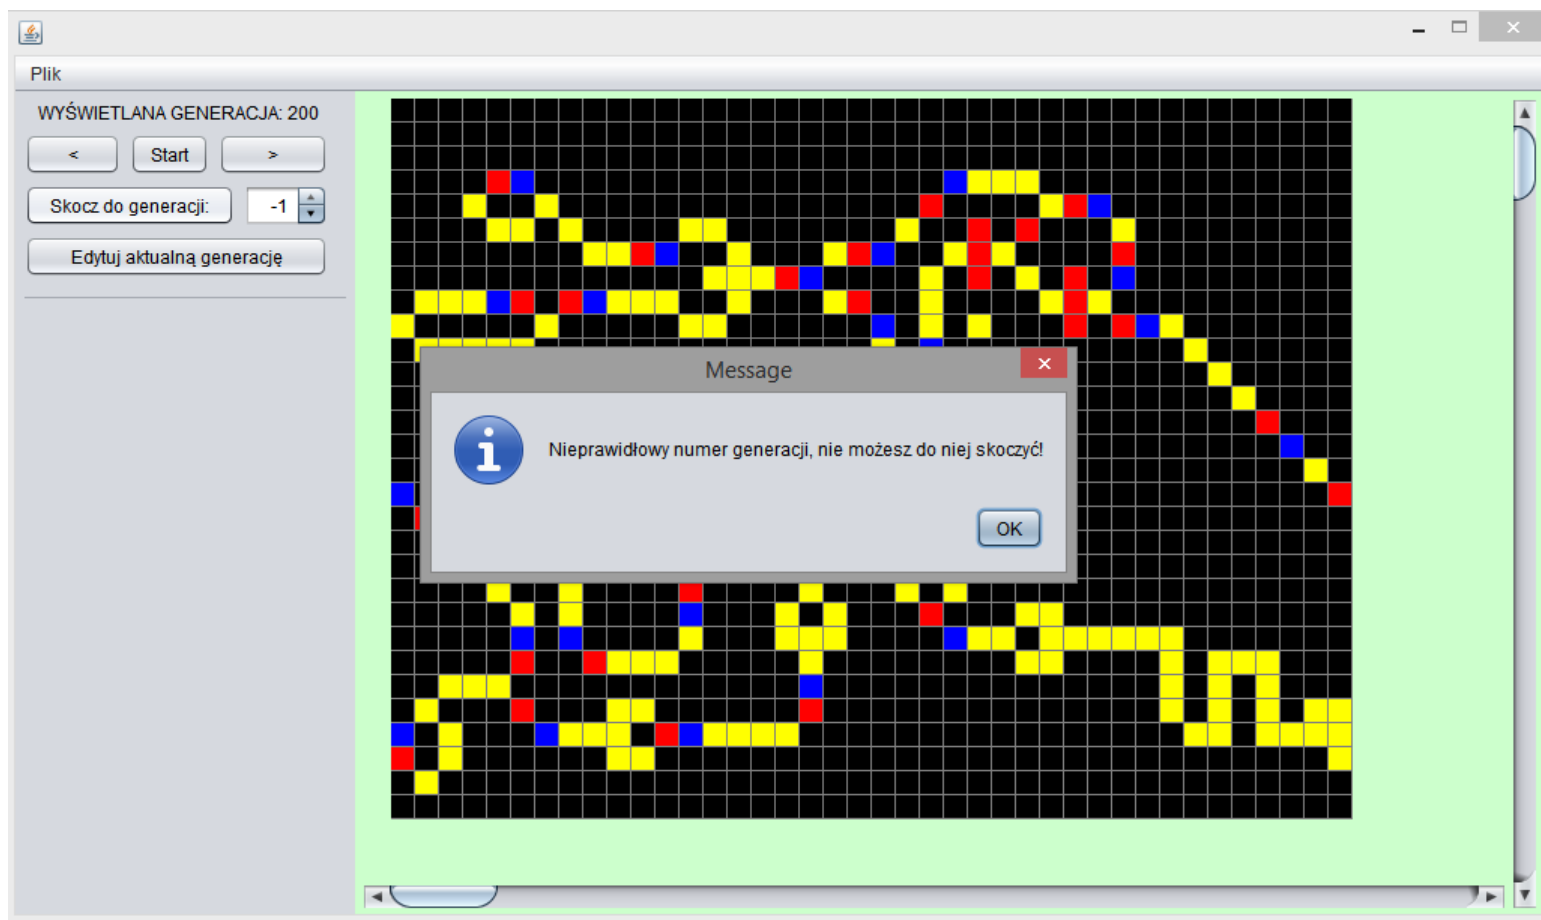 Plik
WYŚWIETLANA GENERACJA: 200
< Start >
Skocz do generacji: -1
Edytuj aktualną generację
Message
Nieprawidłowy numer generacji, nie możesz do niej skoczyć!
OK